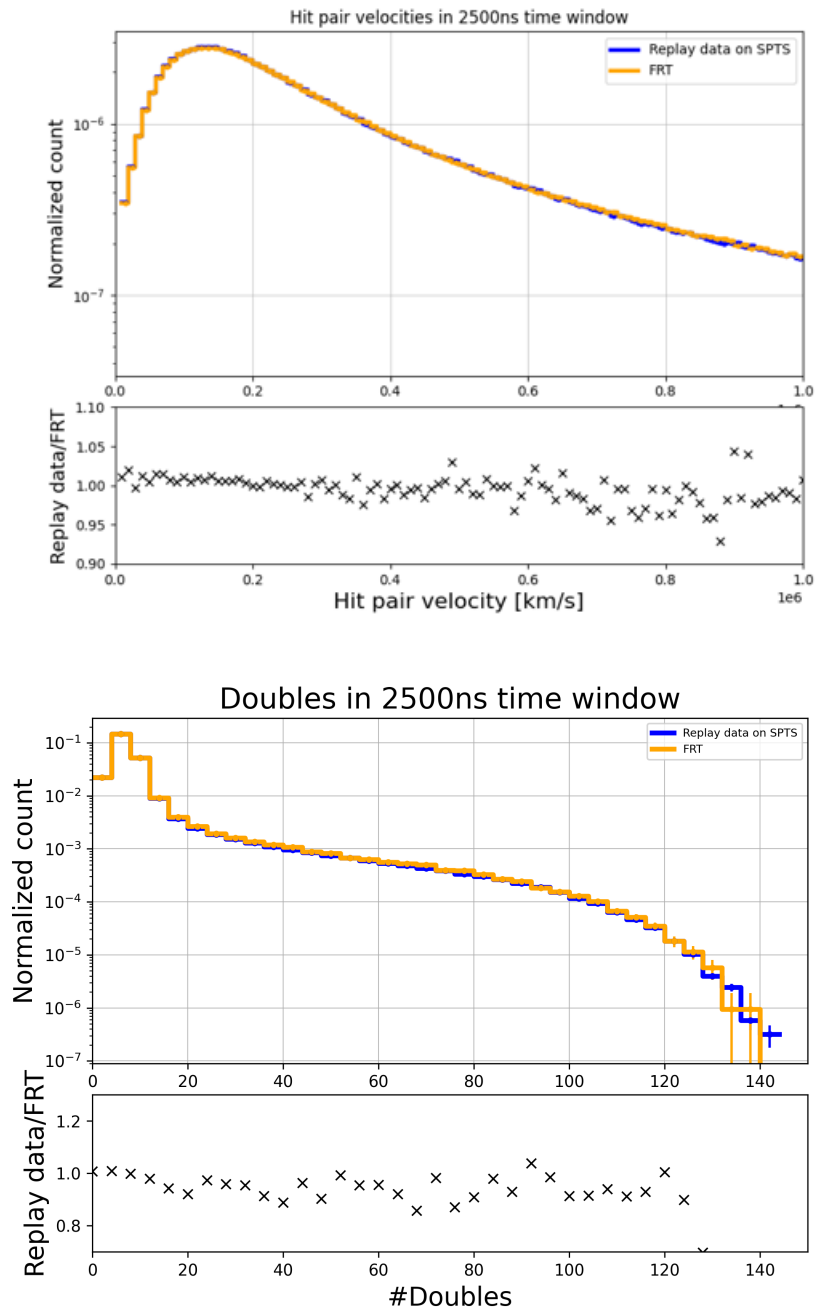 Hit pair velocities in 2500ns time window
Replay data on SPTS
FRT
Normalized count
10⁻⁶
10⁻⁷
0.0 0.2 0.4 0.6 0.8 1.0
Replay data/FRT
1.10
1.05
1.00
0.95
0.90
0.0 0.2 0.4 0.6 0.8 1.0
Hit pair velocity [km/s]
1e6
Doubles in 2500ns time window
Replay data on SPTS
FRT
Normalized count
10⁻¹
10⁻²
10⁻³
10⁻⁴
10⁻⁵
10⁻⁶
10⁻⁷
0 20 40 60 80 100 120 140
Replay data/FRT
1.2
1.0
0.8
0 20 40 60 80 100 120 140
#Doubles